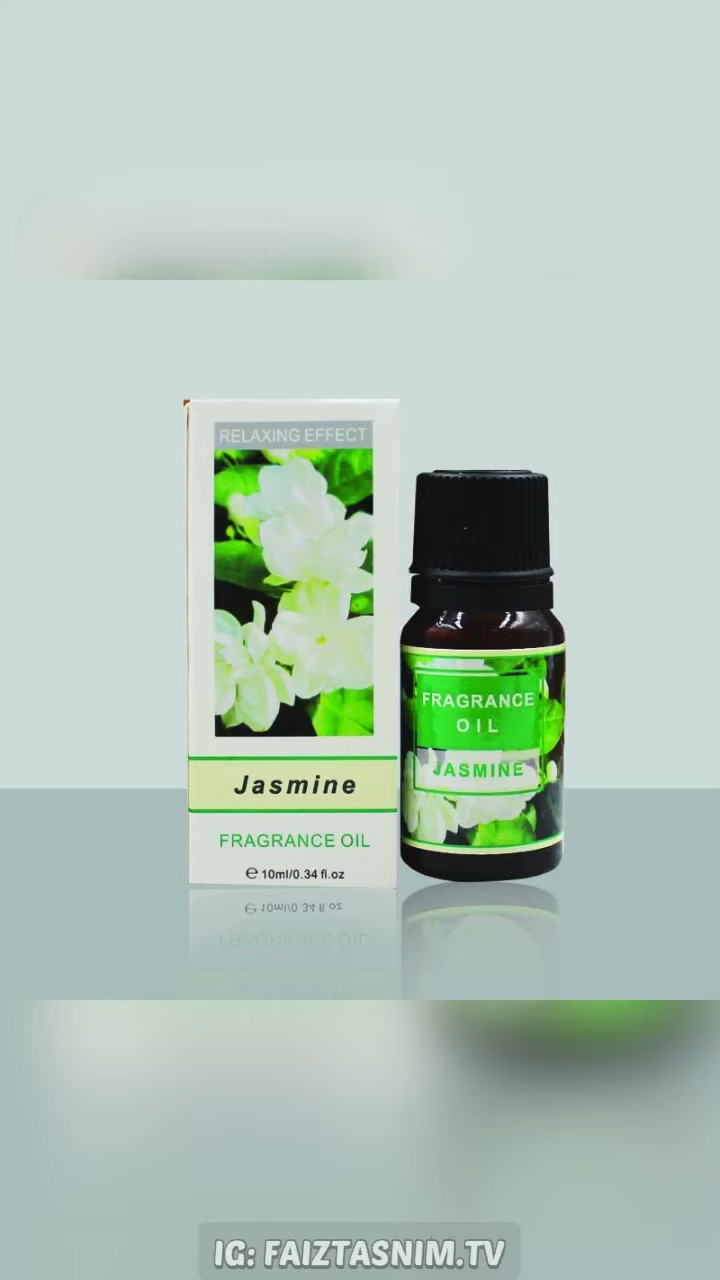 RELAXING EFFECT
Jasmine
FRAGRANCE OIL
℮ 10ml/0.34 fl.oz
FRAGRANCE
OIL
JASMINE
IG: FAIZTASNIM.TV